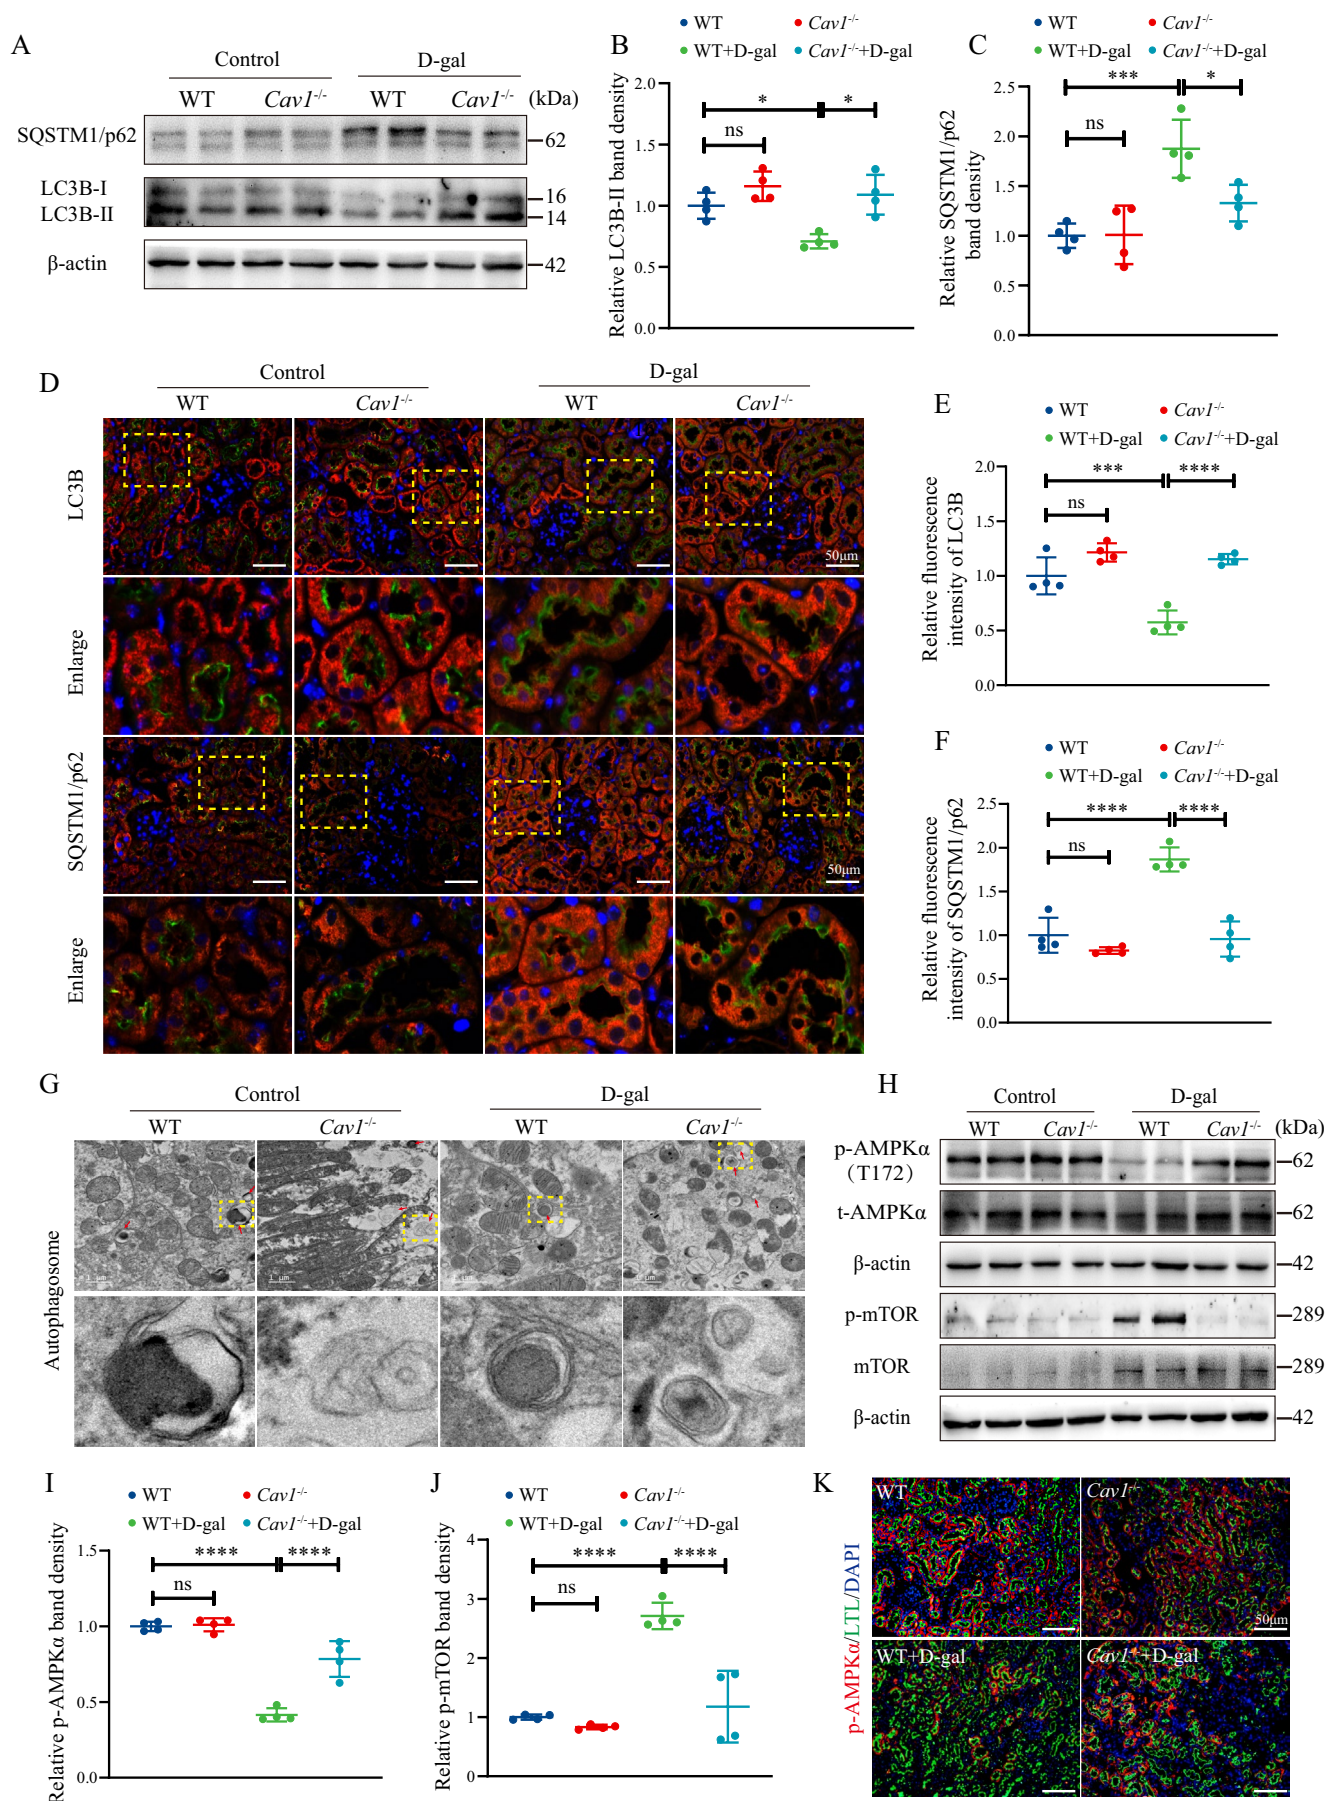 A
Control
D-gal
WT
Cav1-/-
WT
Cav1-/-
(kDa)
SQSTM1/p62
62
LC3B-I
16
LC3B-II
14
β-actin
42
B
WT
Cav1-/-
WT+D-gal
Cav1-/-+D-gal
Relative LC3B-II band density
2.0
1.5
1.0
0.5
0.0
*
*
ns
C
WT
Cav1-/-
WT+D-gal
Cav1-/-+D-gal
Relative SQSTM1/p62
band density
2.5
2.0
1.5
1.0
0.5
0.0
***
*
ns
D
Control
D-gal
WT
Cav1-/-
WT
Cav1-/-
LC3B
50μm
Enlarge
SQSTM1/p62
50μm
Enlarge
E
WT
Cav1-/-
WT+D-gal
Cav1-/-+D-gal
Relative fluorescence
intensity of LC3B
2.0
1.5
1.0
0.5
0.0
***
****
ns
F
WT
Cav1-/-
WT+D-gal
Cav1-/-+D-gal
Relative fluorescence
intensity of SQSTM1/p62
2.5
2.0
1.5
1.0
0.5
0.0
****
****
ns
G
Control
D-gal
WT
Cav1-/-
WT
Cav1-/-
Autophagosome
1 μm
1 μm
1 μm
1 μm
H
Control
D-gal
WT
Cav1-/-
WT
Cav1-/-
(kDa)
p-AMPKα
(T172)
62
t-AMPKα
62
β-actin
42
p-mTOR
289
mTOR
289
β-actin
42
I
WT
Cav1-/-
WT+D-gal
Cav1-/-+D-gal
Relative p-AMPKα band density
1.5
1.0
0.5
0.0
****
****
ns
J
WT
Cav1-/-
WT+D-gal
Cav1-/-+D-gal
Relative p-mTOR band density
4
3
2
1
0
****
****
ns
K
p-AMPKα/LTL/DAPI
WT
Cav1-/-
50μm
WT+D-gal
Cav1-/-+D-gal